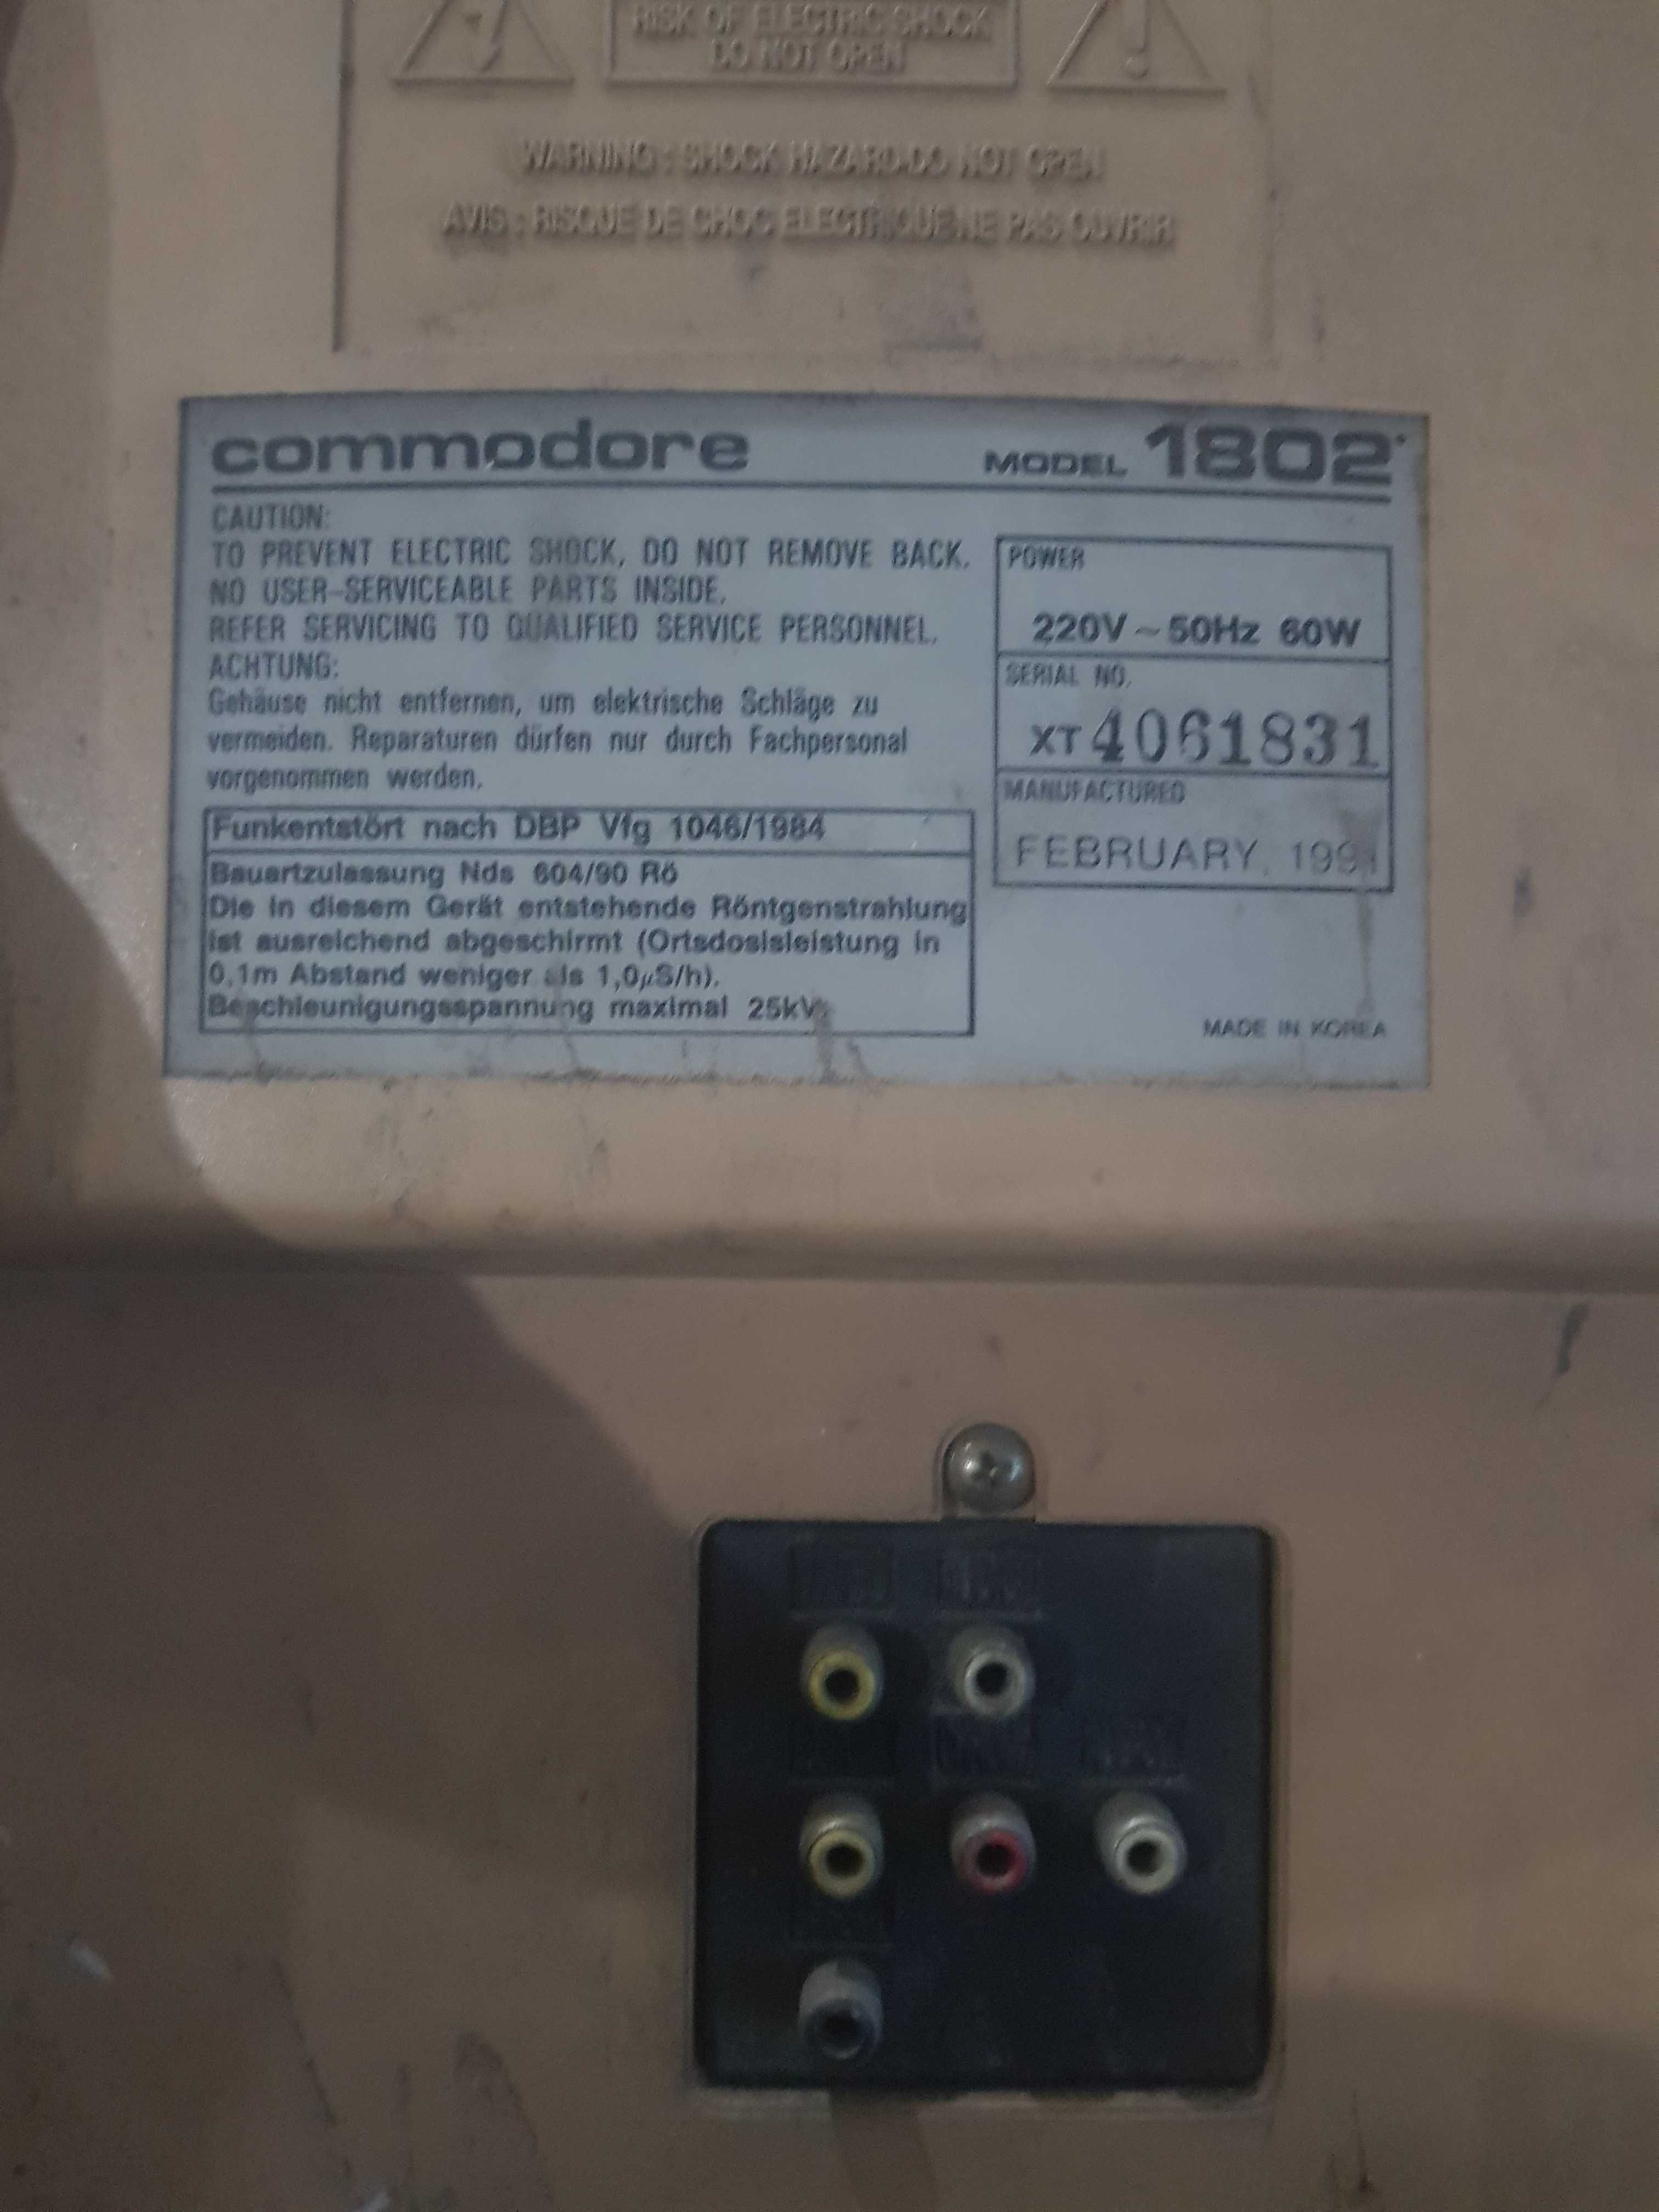 RISK OF ELECTRIC SHOCK
DO NOT OPEN
WARNING : SHOCK HAZARD-DO NOT OPEN
AVIS : RISQUE DE CHOC ELECTRIQUE-NE PAS OUVRIR
commodore MODEL 1802
CAUTION:
TO PREVENT ELECTRIC SHOCK, DO NOT REMOVE BACK.
NO USER-SERVICEABLE PARTS INSIDE.
REFER SERVICING TO QUALIFIED SERVICE PERSONNEL.
ACHTUNG:
Gehäuse nicht entfernen, um elektrische Schläge zu
vermeiden. Reparaturen dürfen nur durch Fachpersonal
vorgenommen werden.
Funkentstört nach DBP Vfg 1046/1984
Bauartzulassung Nds 604/90 Rö
Die in diesem Gerät entstehende Röntgenstrahlung
ist ausreichend abgeschirmt (Ortsdosisleistung in
0,1m Abstand weniger als 1,0µS/h).
Beschleunigungsspannung maximal 25kV.
POWER
220V ~ 50Hz 60W
SERIAL NO.
XT 4061831
MANUFACTURED
FEBRUARY, 1991
MADE IN KOREA